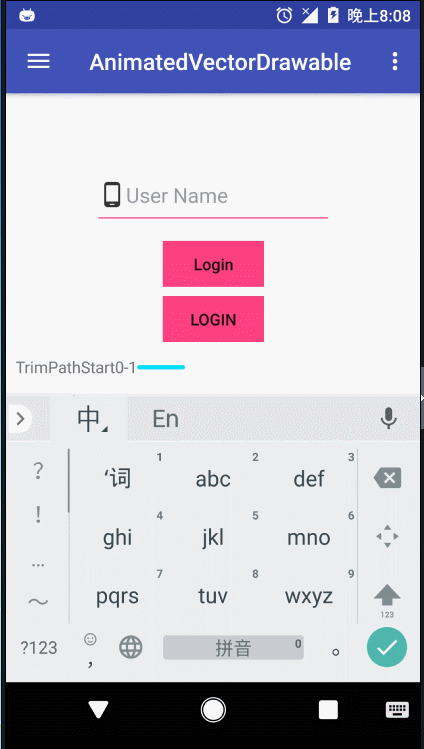 晚上8:08
AnimatedVectorDrawable
User Name
Login
LOGIN
TrimPathStart0-1
中 En
? '词 1 abc 2 def 3
! ghi 4 jkl 5 mno 6
... pqrs 7 tuv 8 wxyz 9
～ 123
?123 , 拼音 0 。